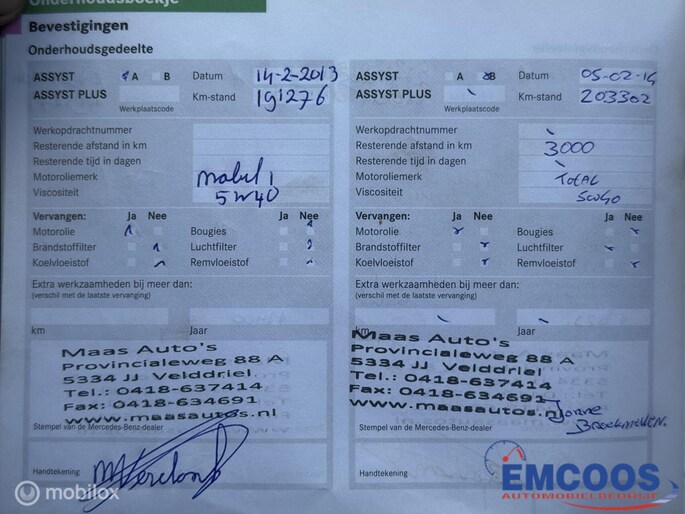 Onderhoudsboekje
Bevestigingen
Onderhoudsgedeelte
ASSYST A B Datum 14-2-2013
ASSYST PLUS Km-stand 191276
Werkplaatscode
Werkopdrachtnummer
Resterende afstand in km
Resterende tijd in dagen
Motoroliemerk Mobil 1
Viscositeit 5W40
Vervangen: Ja Nee Ja Nee
Motorolie Bougies
Brandstoffilter Luchtfilter
Koelvloeistof Remvloeistof
Extra werkzaamheden bij meer dan:
(verschil met de laatste vervanging)
km Jaar
Maas Auto's
Provincialeweg 88 A
5334 JJ Velddriel
Tel.: 0418-637414
Fax: 0418-634691
www.maasautos.nl
Stempel van de Mercedes-Benz-dealer
Handtekening
ASSYST A B Datum 05-02-14
ASSYST PLUS Km-stand 203302
Werkplaatscode
Werkopdrachtnummer
Resterende afstand in km 3000
Resterende tijd in dagen
Motoroliemerk TOTAL
Viscositeit 5W40
Vervangen: Ja Nee Ja Nee
Motorolie Bougies
Brandstoffilter Luchtfilter
Koelvloeistof Remvloeistof
Extra werkzaamheden bij meer dan:
(verschil met de laatste vervanging)
km Jaar
Maas Auto's
Provincialeweg 88 A
5334 JJ Velddriel
Tel.: 0418-637414
Fax: 0418-634691
www.maasautos.nl
Stempel van de Mercedes-Benz-dealer
Handtekening
EMCOOS
AUTOMOBIELBEDRIJF
mobilox